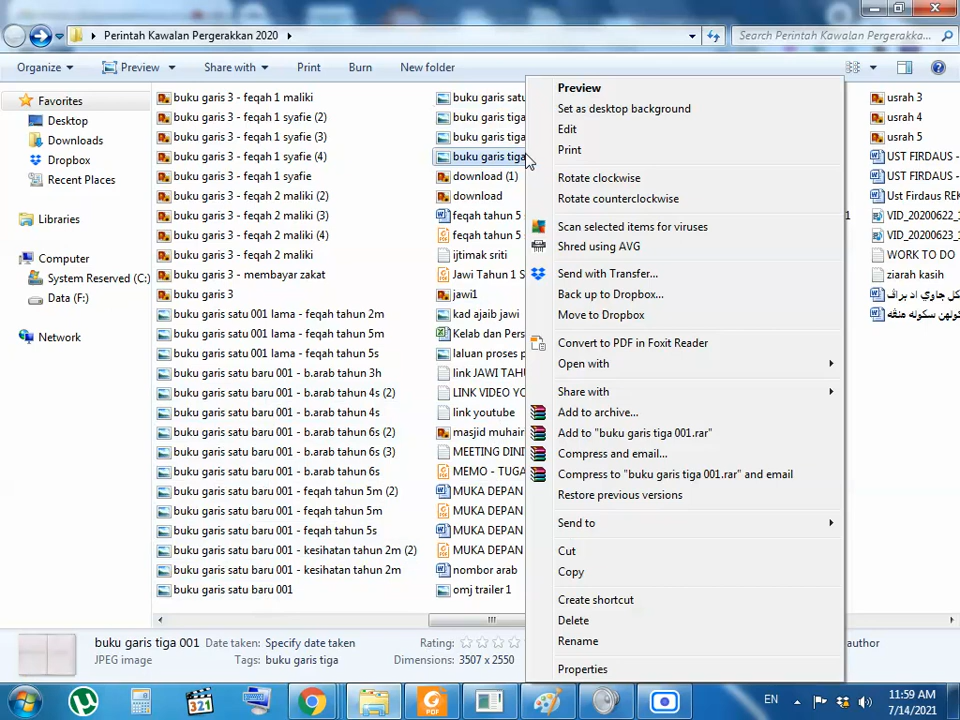 Perintah Kawalan Pergerakkan 2020
Search Perintah Kawalan Pergerakkan...
Organize
Preview
Share with
Print
Burn
New folder
Favorites
Desktop
Downloads
Dropbox
Recent Places
Libraries
Computer
System Reserved (C:)
Data (F:)
Network
buku garis 3 - feqah 1 maliki
buku garis 3 - feqah 1 syafie (2)
buku garis 3 - feqah 1 syafie (3)
buku garis 3 - feqah 1 syafie (4)
buku garis 3 - feqah 1 syafie
buku garis 3 - feqah 2 maliki (2)
buku garis 3 - feqah 2 maliki (3)
buku garis 3 - feqah 2 maliki (4)
buku garis 3 - feqah 2 maliki
buku garis 3 - membayar zakat
buku garis 3
buku garis satu 001 lama - feqah tahun 2m
buku garis satu 001 lama - feqah tahun 5m
buku garis satu 001 lama - feqah tahun 5s
buku garis satu baru 001 - b.arab tahun 3h
buku garis satu baru 001 - b.arab tahun 4s (2)
buku garis satu baru 001 - b.arab tahun 4s
buku garis satu baru 001 - b.arab tahun 6s (2)
buku garis satu baru 001 - b.arab tahun 6s (3)
buku garis satu baru 001 - b.arab tahun 6s
buku garis satu baru 001 - feqah tahun 5m (2)
buku garis satu baru 001 - feqah tahun 5m
buku garis satu baru 001 - feqah tahun 5s
buku garis satu baru 001 - kesihatan tahun 2m (2)
buku garis satu baru 001 - kesihatan tahun 2m
buku garis satu baru 001
buku garis satu
buku garis tiga
buku garis tiga
buku garis tiga
download (1)
download
feqah tahun 5
feqah tahun 5
ijtimak sriti
Jawi Tahun 1 S
jawi1
kad ajaib jawi
Kelab dan Pers
laluan proses p
link JAWI TAHU
LINK VIDEO YO
link youtube
masjid muhair
MEETING DINI
MEMO - TUGA
MUKA DEPAN
MUKA DEPAN
MUKA DEPAN
MUKA DEPAN
nombor arab
omj trailer 1
Preview
Set as desktop background
Edit
Print
Rotate clockwise
Rotate counterclockwise
Scan selected items for viruses
Shred using AVG
Send with Transfer...
Back up to Dropbox...
Move to Dropbox
Convert to PDF in Foxit Reader
Open with
Share with
Add to archive...
Add to "buku garis tiga 001.rar"
Compress and email...
Compress to "buku garis tiga 001.rar" and email
Restore previous versions
Send to
Cut
Copy
Create shortcut
Delete
Rename
Properties
usrah 3
usrah 4
usrah 5
UST FIRDAUS -
UST FIRDAUS -
Ust Firdaus REK
VID_20200622_1
VID_20200623_
WORK TO DO
ziarah kasih
buku garis tiga 001
JPEG image
Date taken: Specify date taken
Tags: buku garis tiga
Rating:
Dimensions: 3507 x 2550
author
321
PDF
EN
11:59 AM
7/14/2021